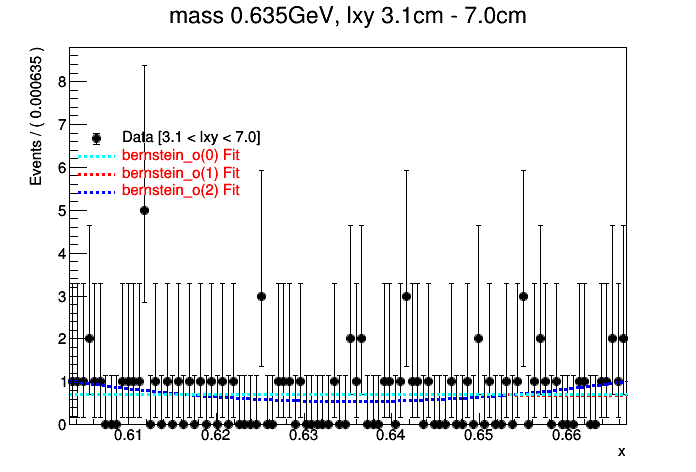 mass 0.635GeV, lxy 3.1cm - 7.0cm
Events / ( 0.000635 )
8
7
6
5
4
3
2
1
0
Data [3.1 < lxy < 7.0]
bernstein_o(0) Fit
bernstein_o(1) Fit
bernstein_o(2) Fit
0.61 0.62 0.63 0.64 0.65 0.66
x